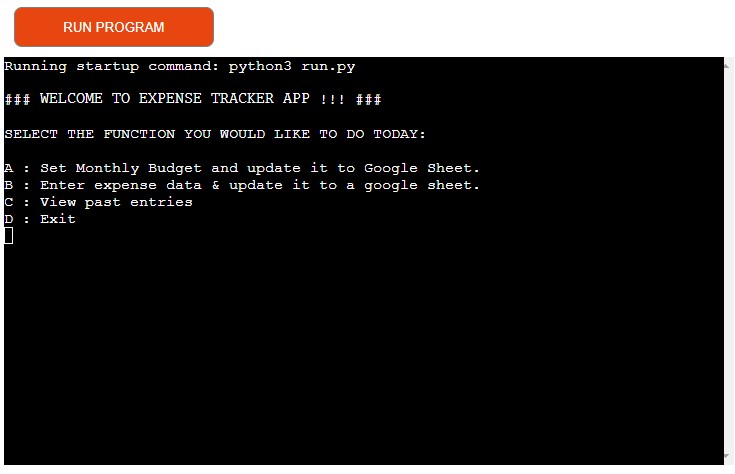 RUN PROGRAM
Running startup command: python3 run.py
### WELCOME TO EXPENSE TRACKER APP !!! ###
SELECT THE FUNCTION YOU WOULD LIKE TO DO TODAY:
A : Set Monthly Budget and update it to Google Sheet.
B : Enter expense data & update it to a google sheet.
C : View past entries
D : Exit